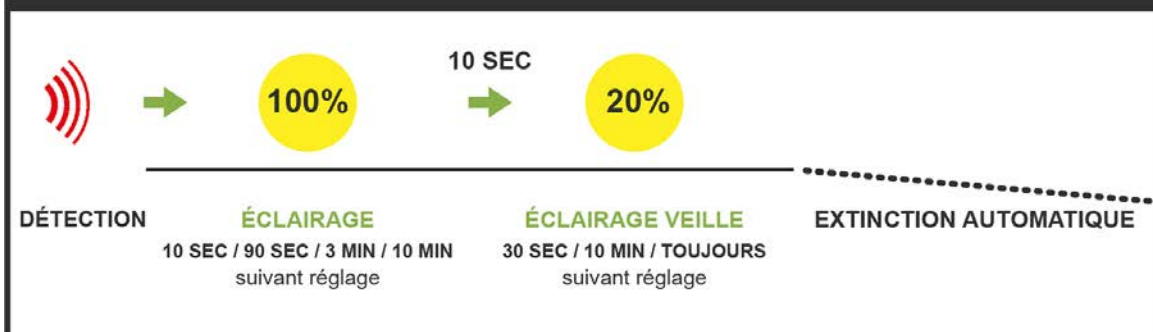 10 SEC
100%
20%
DÉTECTION
ÉCLAIRAGE
10 SEC / 90 SEC / 3 MIN / 10 MIN
suivant réglage
ÉCLAIRAGE VEILLE
30 SEC / 10 MIN / TOUJOURS
suivant réglage
EXTINCTION AUTOMATIQUE